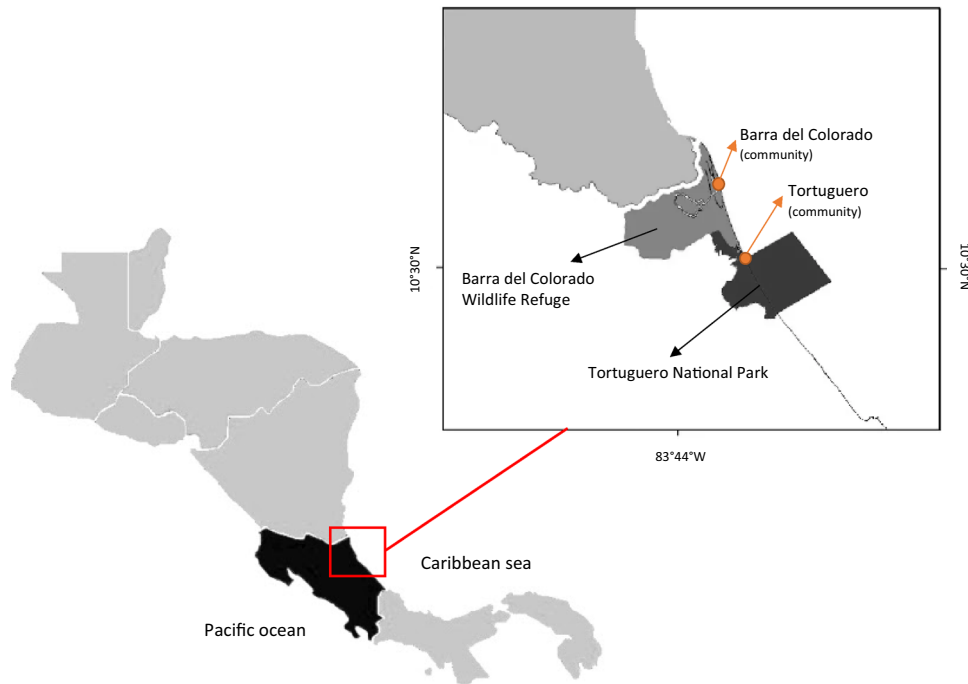 Barra del Colorado
(community)
Tortuguero
(community)
10°30°N
10°30°N
Barra del Colorado
Wildlife Refuge
Tortuguero National Park
83°44°W
Caribbean sea
Pacific ocean